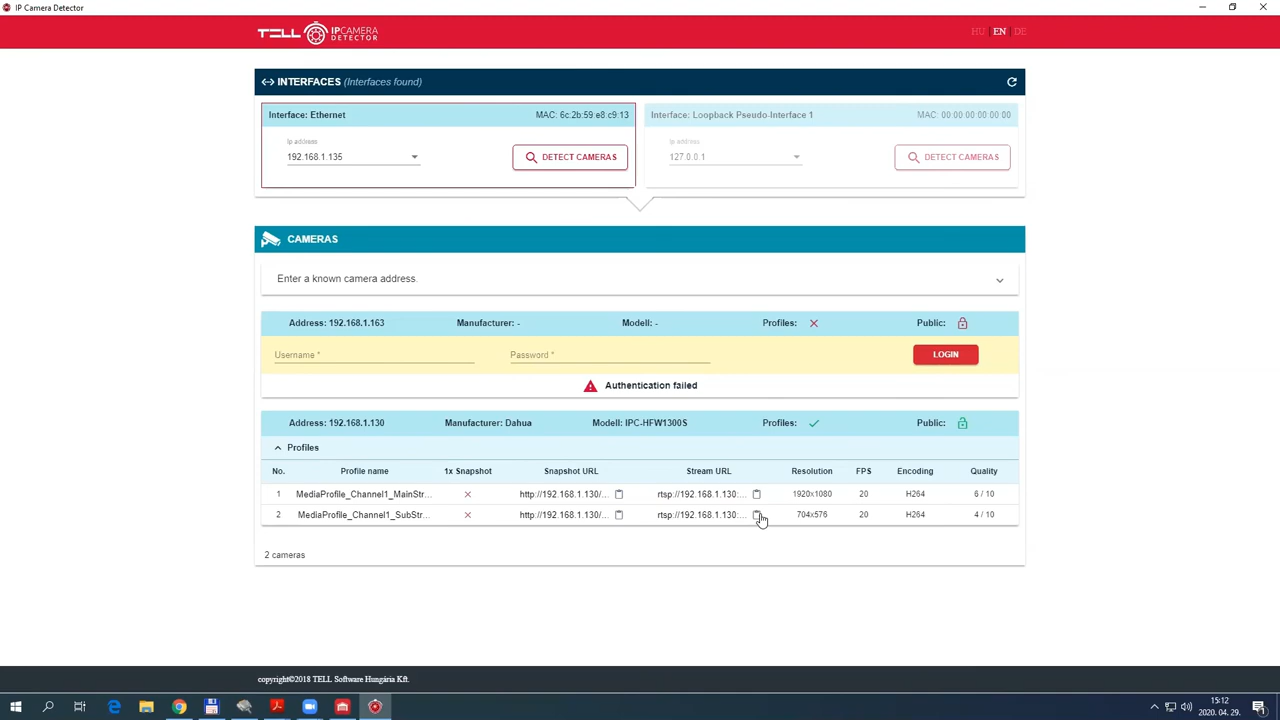 IP Camera Detector
TELL IPCAMERA DETECTOR
HU | EN | DE
INTERFACES (Interfaces found)
Interface: Ethernet MAC: 6c:2b:59:e8:c9:13
Ip address
192.168.1.135 DETECT CAMERAS
Interface: Loopback Pseudo-Interface 1 MAC: 00:00:00:00:00:00
Ip address
127.0.0.1 DETECT CAMERAS
CAMERAS
Enter a known camera address.
Address: 192.168.1.163 Manufacturer: - Modell: - Profiles: Public:
Username * Password * LOGIN
Authentication failed
Address: 192.168.1.130 Manufacturer: Dahua Modell: IPC-HFW1300S Profiles: Public:
Profiles
No. Profile name 1x Snapshot Snapshot URL Stream URL Resolution FPS Encoding Quality
1 MediaProfile_Channel1_MainStr... http://192.168.1.130/... rtsp://192.168.1.130:... 1920x1080 20 H264 6 / 10
2 MediaProfile_Channel1_SubStr... http://192.168.1.130/... rtsp://192.168.1.130:... 704x576 20 H264 4 / 10
2 cameras
copyright©2018 TELL Software Hungária Kft.
15:12
2020. 04. 29.